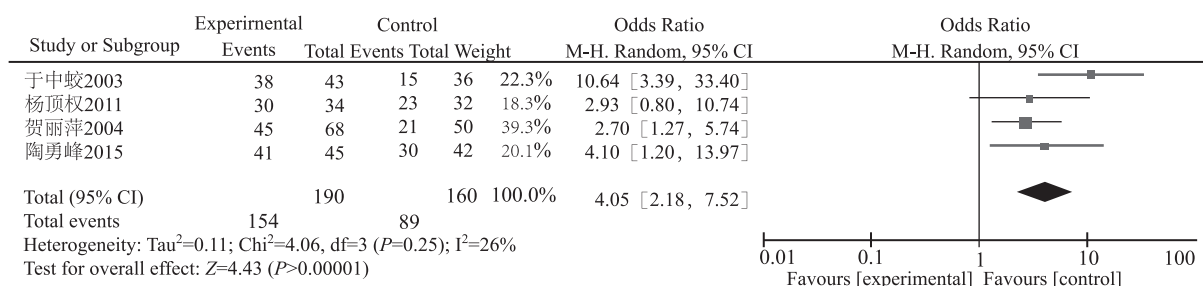 Experirnental Control Odds Ratio Odds Ratio
Study or Subgroup Events Total Events Total Weight M-H. Random, 95% CI M-H. Random, 95% CI
于中蛟2003 38 43 15 36 22.3% 10.64 [3.39, 33.40]
杨顶权2011 30 34 23 32 18.3% 2.93 [0.80, 10.74]
贺丽萍2004 45 68 21 50 39.3% 2.70 [1.27, 5.74]
陶勇峰2015 41 45 30 42 20.1% 4.10 [1.20, 13.97]
Total (95% CI) 190 160 100.0% 4.05 [2.18, 7.52]
Total events 154 89
Heterogeneity: Tau²=0.11; Chi²=4.06, df=3 (P=0.25); I²=26%
Test for overall effect: Z=4.43 (P>0.00001)
0.01 0.1 1 10 100
Favours [experimental] Favours [control]